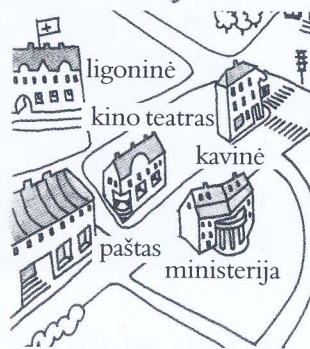 ligoninė
kino teatras
kavinė
paštas
ministerija